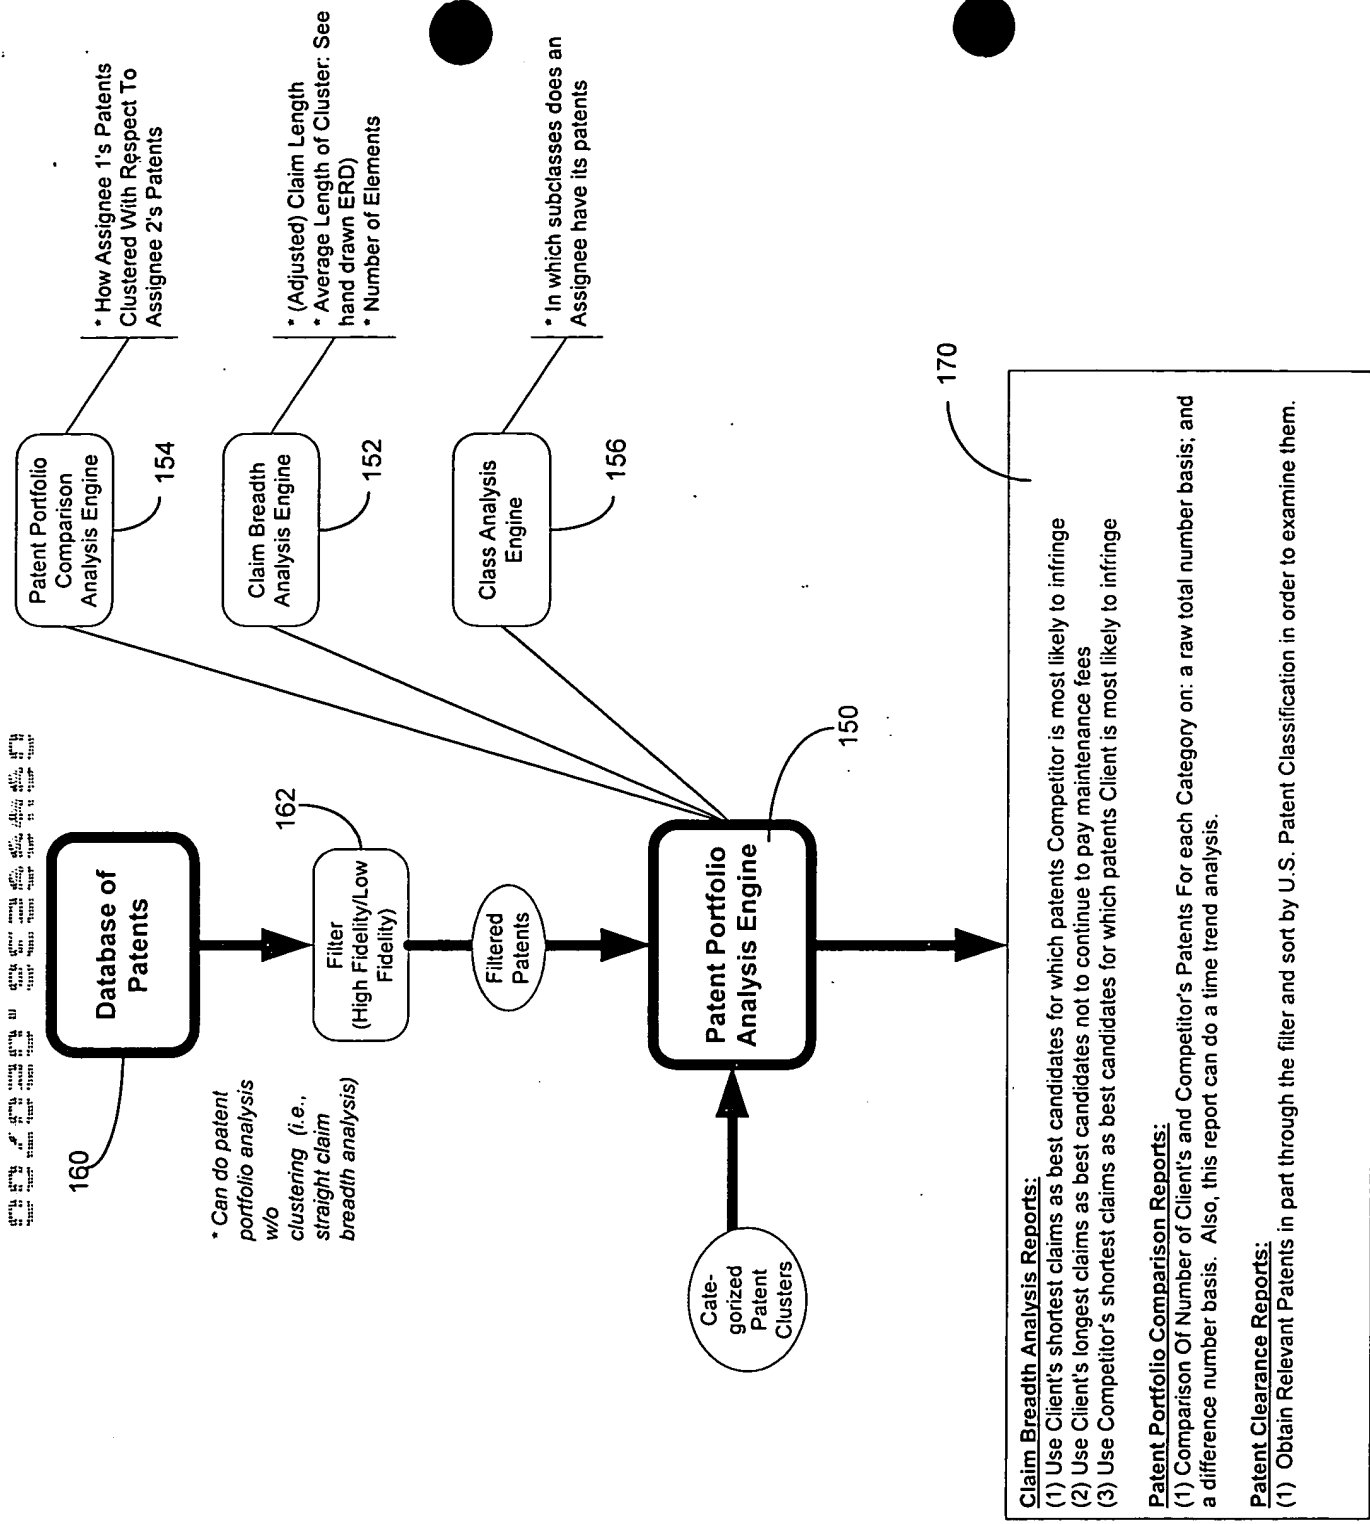 160
Database of
Patents
* Can do patent
portfolio analysis
w/o
clustering (i.e.,
straight claim
breadth analysis)
Filter
(High Fidelity/Low
Fidelity)
162
Filtered
Patents
Cate-
gorized
Patent
Clusters
Patent Portfolio
Analysis Engine
150
Patent Portfolio
Comparison
Analysis Engine
154
* How Assignee 1's Patents
Clustered With Respect To
Assignee 2's Patents
Claim Breadth
Analysis Engine
152
* (Adjusted) Claim Length
* Average Length of Cluster: See
hand drawn ERD)
* Number of Elements
Class Analysis
Engine
156
* In which subclasses does an
Assignee have its patents
170
Claim Breadth Analysis Reports:
(1) Use Client's shortest claims as best candidates for which patents Competitor is most likely to infringe
(2) Use Client's longest claims as best candidates not to continue to pay maintenance fees
(3) Use Competitor's shortest claims as best candidates for which patents Client is most likely to infringe
Patent Portfolio Comparison Reports:
(1) Comparison Of Number of Client's and Competitor's Patents For each Category on: a raw total number basis; and
a difference number basis. Also, this report can do a time trend analysis.
Patent Clearance Reports:
(1) Obtain Relevant Patents in part through the filter and sort by U.S. Patent Classification in order to examine them.